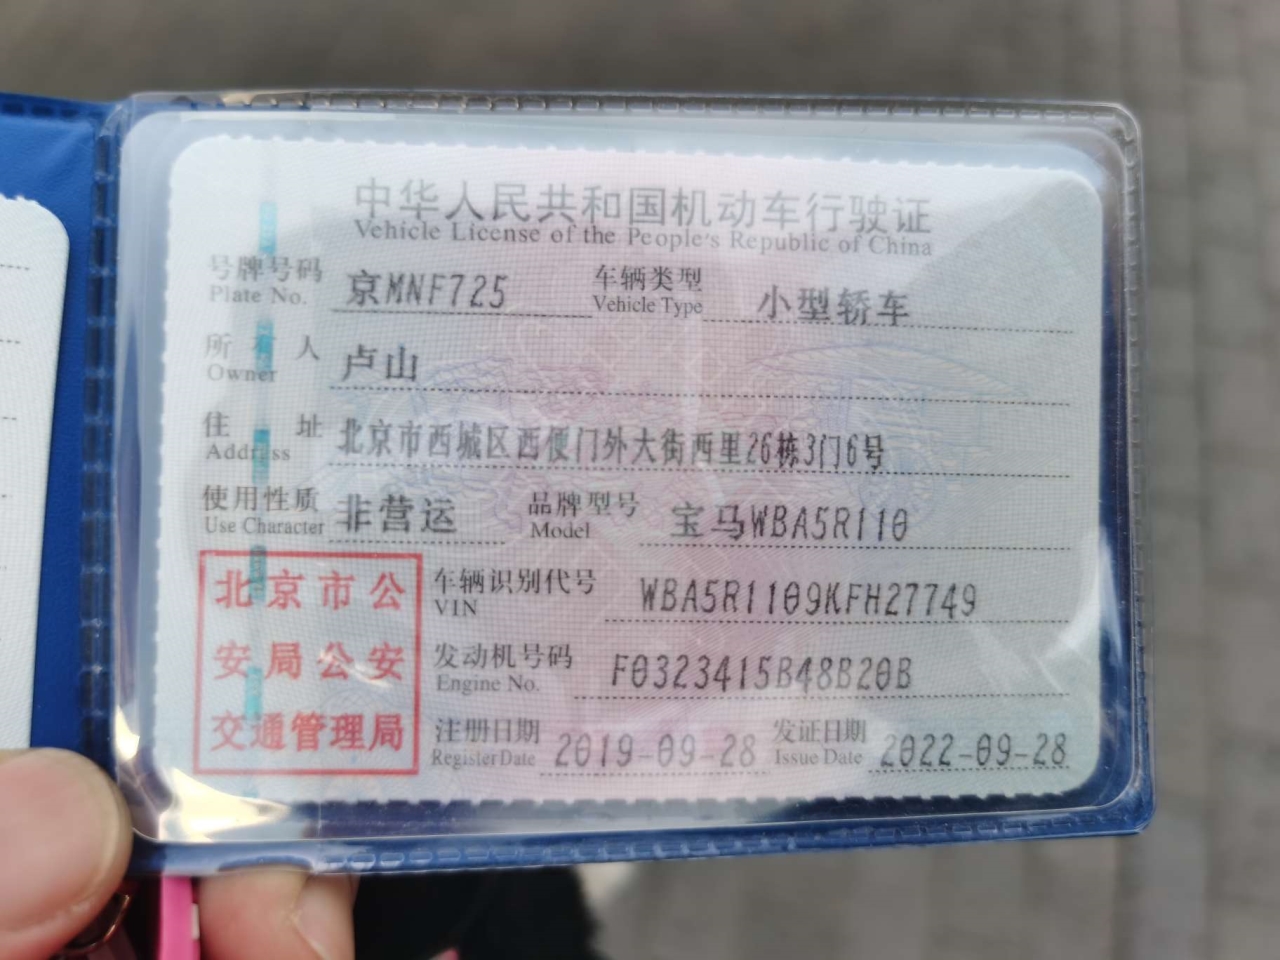 中华人民共和国机动车行驶证
Vehicle License of the People's Republic of China
号牌号码 京MNF725 车辆类型 小型轿车
Plate No. Vehicle Type
所有人 卢山
Owner
住址 北京市西城区西便门外大街西里26栋3门6号
Address
使用性质 非营运 品牌型号 宝马WBA5R110
Use Character Model
北京市公
安局公安
交通管理局
车辆识别代号 WBA5R1109KFH27749
VIN
发动机号码 F0323415B48B20B
Engine No.
注册日期 2019-09-28 发证日期 2022-09-28
Register Date Issue Date